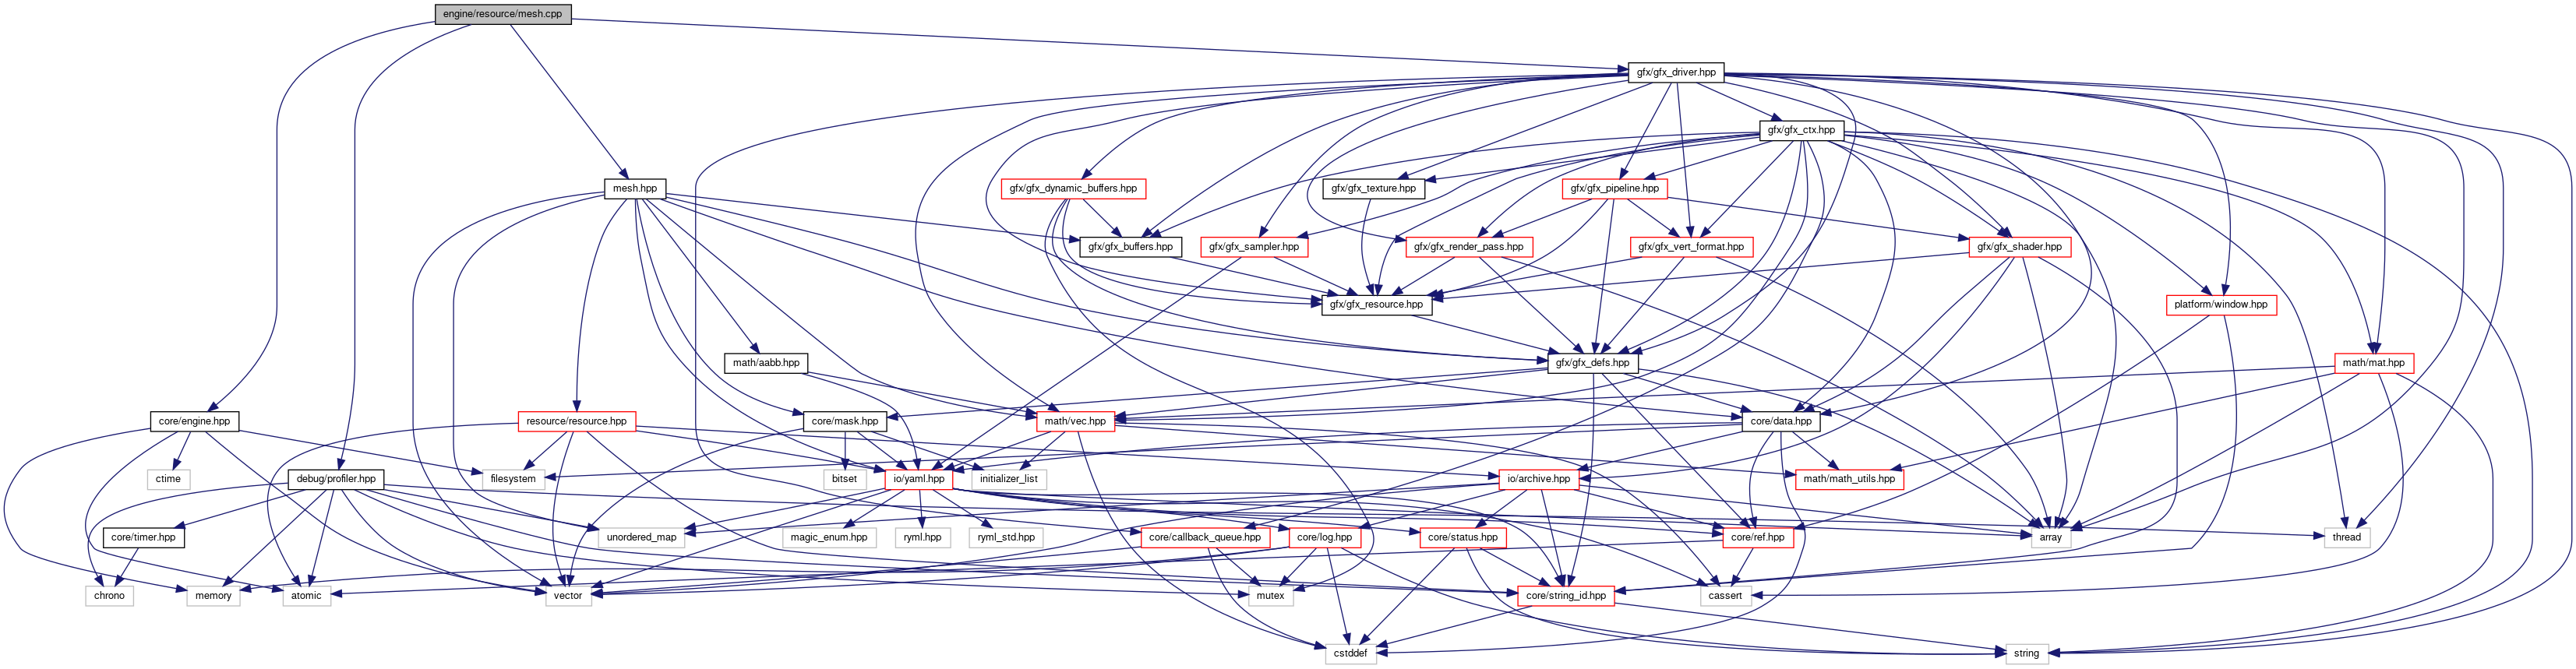 engine/resource/mesh.cpp
gfx/gfx_driver.hpp
gfx/gfx_ctx.hpp
mesh.hpp
gfx/gfx_dynamic_buffers.hpp
gfx/gfx_texture.hpp
gfx/gfx_pipeline.hpp
gfx/gfx_buffers.hpp
gfx/gfx_sampler.hpp
gfx/gfx_render_pass.hpp
gfx/gfx_vert_format.hpp
gfx/gfx_shader.hpp
gfx/gfx_resource.hpp
platform/window.hpp
math/aabb.hpp
gfx/gfx_defs.hpp
math/mat.hpp
core/engine.hpp
resource/resource.hpp
core/mask.hpp
math/vec.hpp
core/data.hpp
ctime
debug/profiler.hpp
filesystem
bitset
io/yaml.hpp
initializer_list
io/archive.hpp
math/math_utils.hpp
core/timer.hpp
unordered_map
magic_enum.hpp
ryml.hpp
ryml_std.hpp
core/callback_queue.hpp
core/log.hpp
core/status.hpp
core/ref.hpp
array
thread
chrono
memory
atomic
vector
mutex
core/string_id.hpp
cassert
cstddef
string